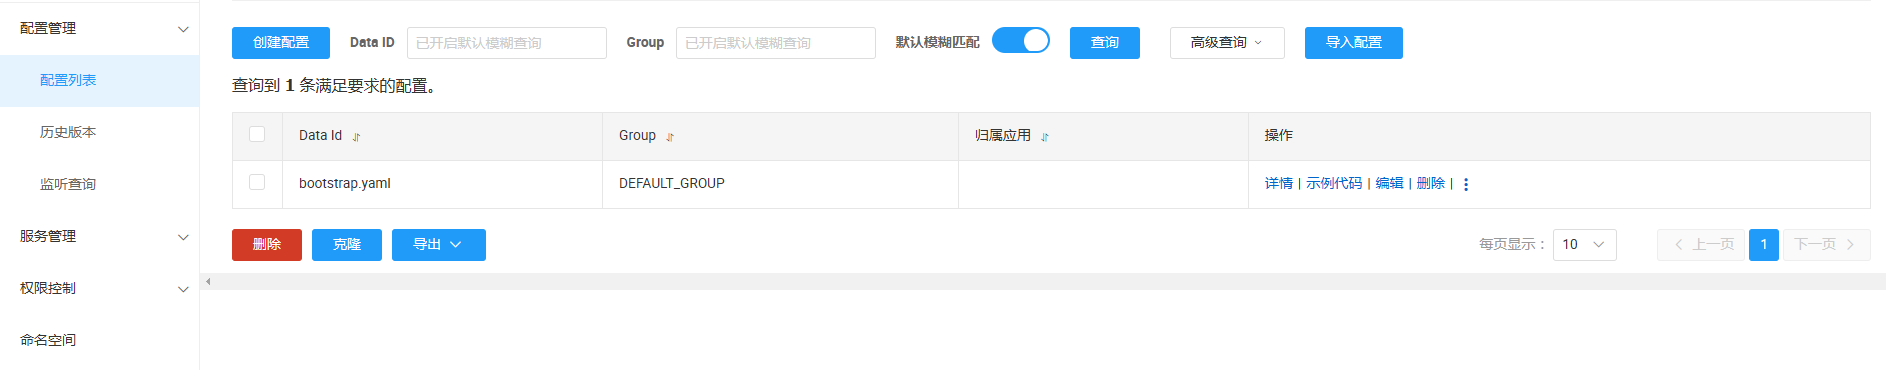 配置管理
配置列表
历史版本
监听查询
服务管理
权限控制
命名空间
创建配置 Data ID 已开启默认模糊查询 Group 已开启默认模糊查询 默认模糊匹配 查询 高级查询 导入配置
查询到 1 条满足要求的配置。
Data Id Group 归属应用 操作
bootstrap.yaml DEFAULT_GROUP 详情 | 示例代码 | 编辑 | 删除 |
删除 克隆 导出 每页显示： 10 上一页 1 下一页